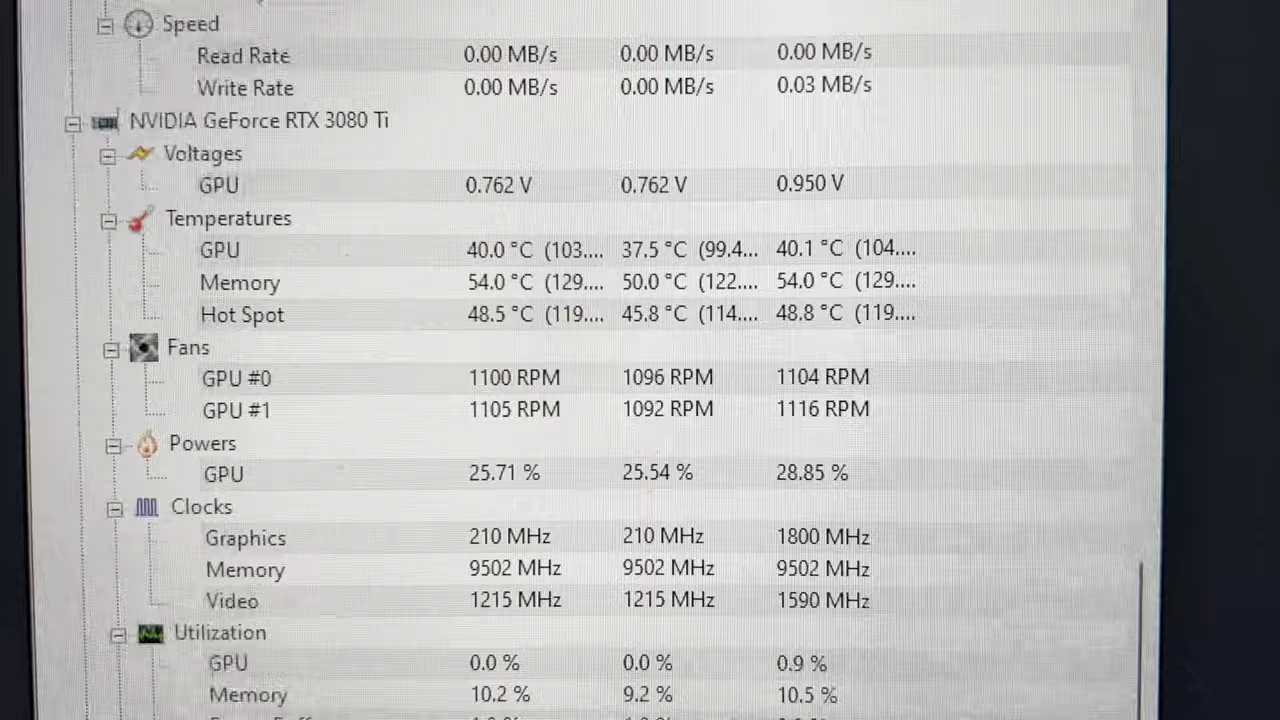 Speed
Read Rate 0.00 MB/s 0.00 MB/s 0.00 MB/s
Write Rate 0.00 MB/s 0.00 MB/s 0.03 MB/s
NVIDIA GeForce RTX 3080 Ti
Voltages
GPU 0.762 V 0.762 V 0.950 V
Temperatures
GPU 40.0 °C (103.... 37.5 °C (99.4... 40.1 °C (104....
Memory 54.0 °C (129.... 50.0 °C (122.... 54.0 °C (129....
Hot Spot 48.5 °C (119.... 45.8 °C (114.... 48.8 °C (119....
Fans
GPU #0 1100 RPM 1096 RPM 1104 RPM
GPU #1 1105 RPM 1092 RPM 1116 RPM
Powers
GPU 25.71 % 25.54 % 28.85 %
Clocks
Graphics 210 MHz 210 MHz 1800 MHz
Memory 9502 MHz 9502 MHz 9502 MHz
Video 1215 MHz 1215 MHz 1590 MHz
Utilization
GPU 0.0 % 0.0 % 0.9 %
Memory 10.2 % 9.2 % 10.5 %